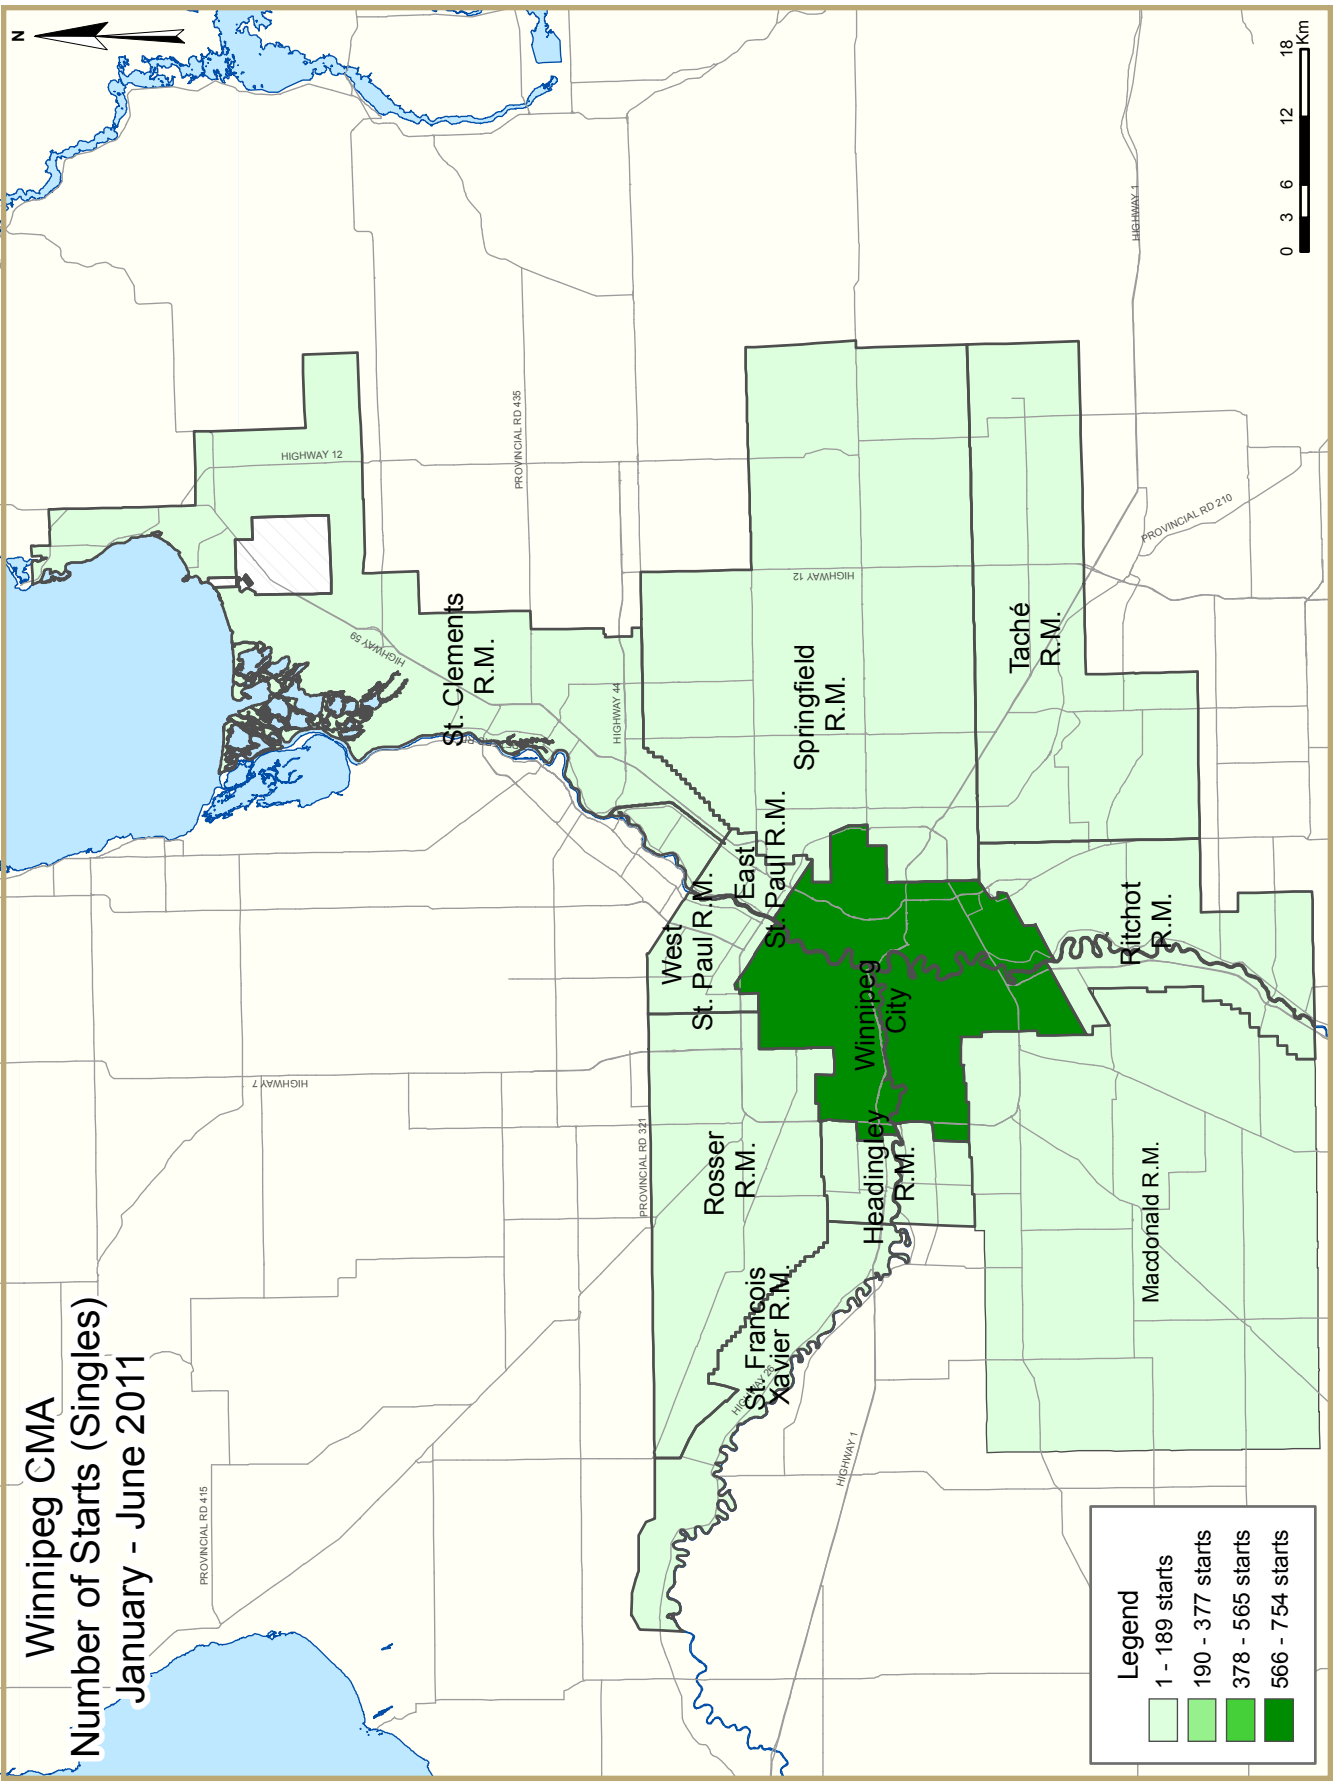 Winnipeg CMA
Number of Starts (Singles)
January - June 2011
N
HIGHWAY 12
PROVINCIAL RD 435
HIGHWAY 59
St. Clements
R.M.
HIGHWAY 44
HIGHWAY 7
PROVINCIAL RD 415
PROVINCIAL RD 321
HIGHWAY 12
Springfield
R.M.
East
St. Paul R.M.
West
St. Paul R.M.
Rosser
R.M.
St. Francois
Xavier R.M.
HIGHWAY 26
Winnipeg
City
Headingley
R.M.
HIGHWAY 1
HIGHWAY 1
Taché
R.M.
PROVINCIAL RD 210
Ritchot
R.M.
Macdonald R.M.
Legend
1 - 189 starts
190 - 377 starts
378 - 565 starts
566 - 754 starts
0 3 6 12 18
Km